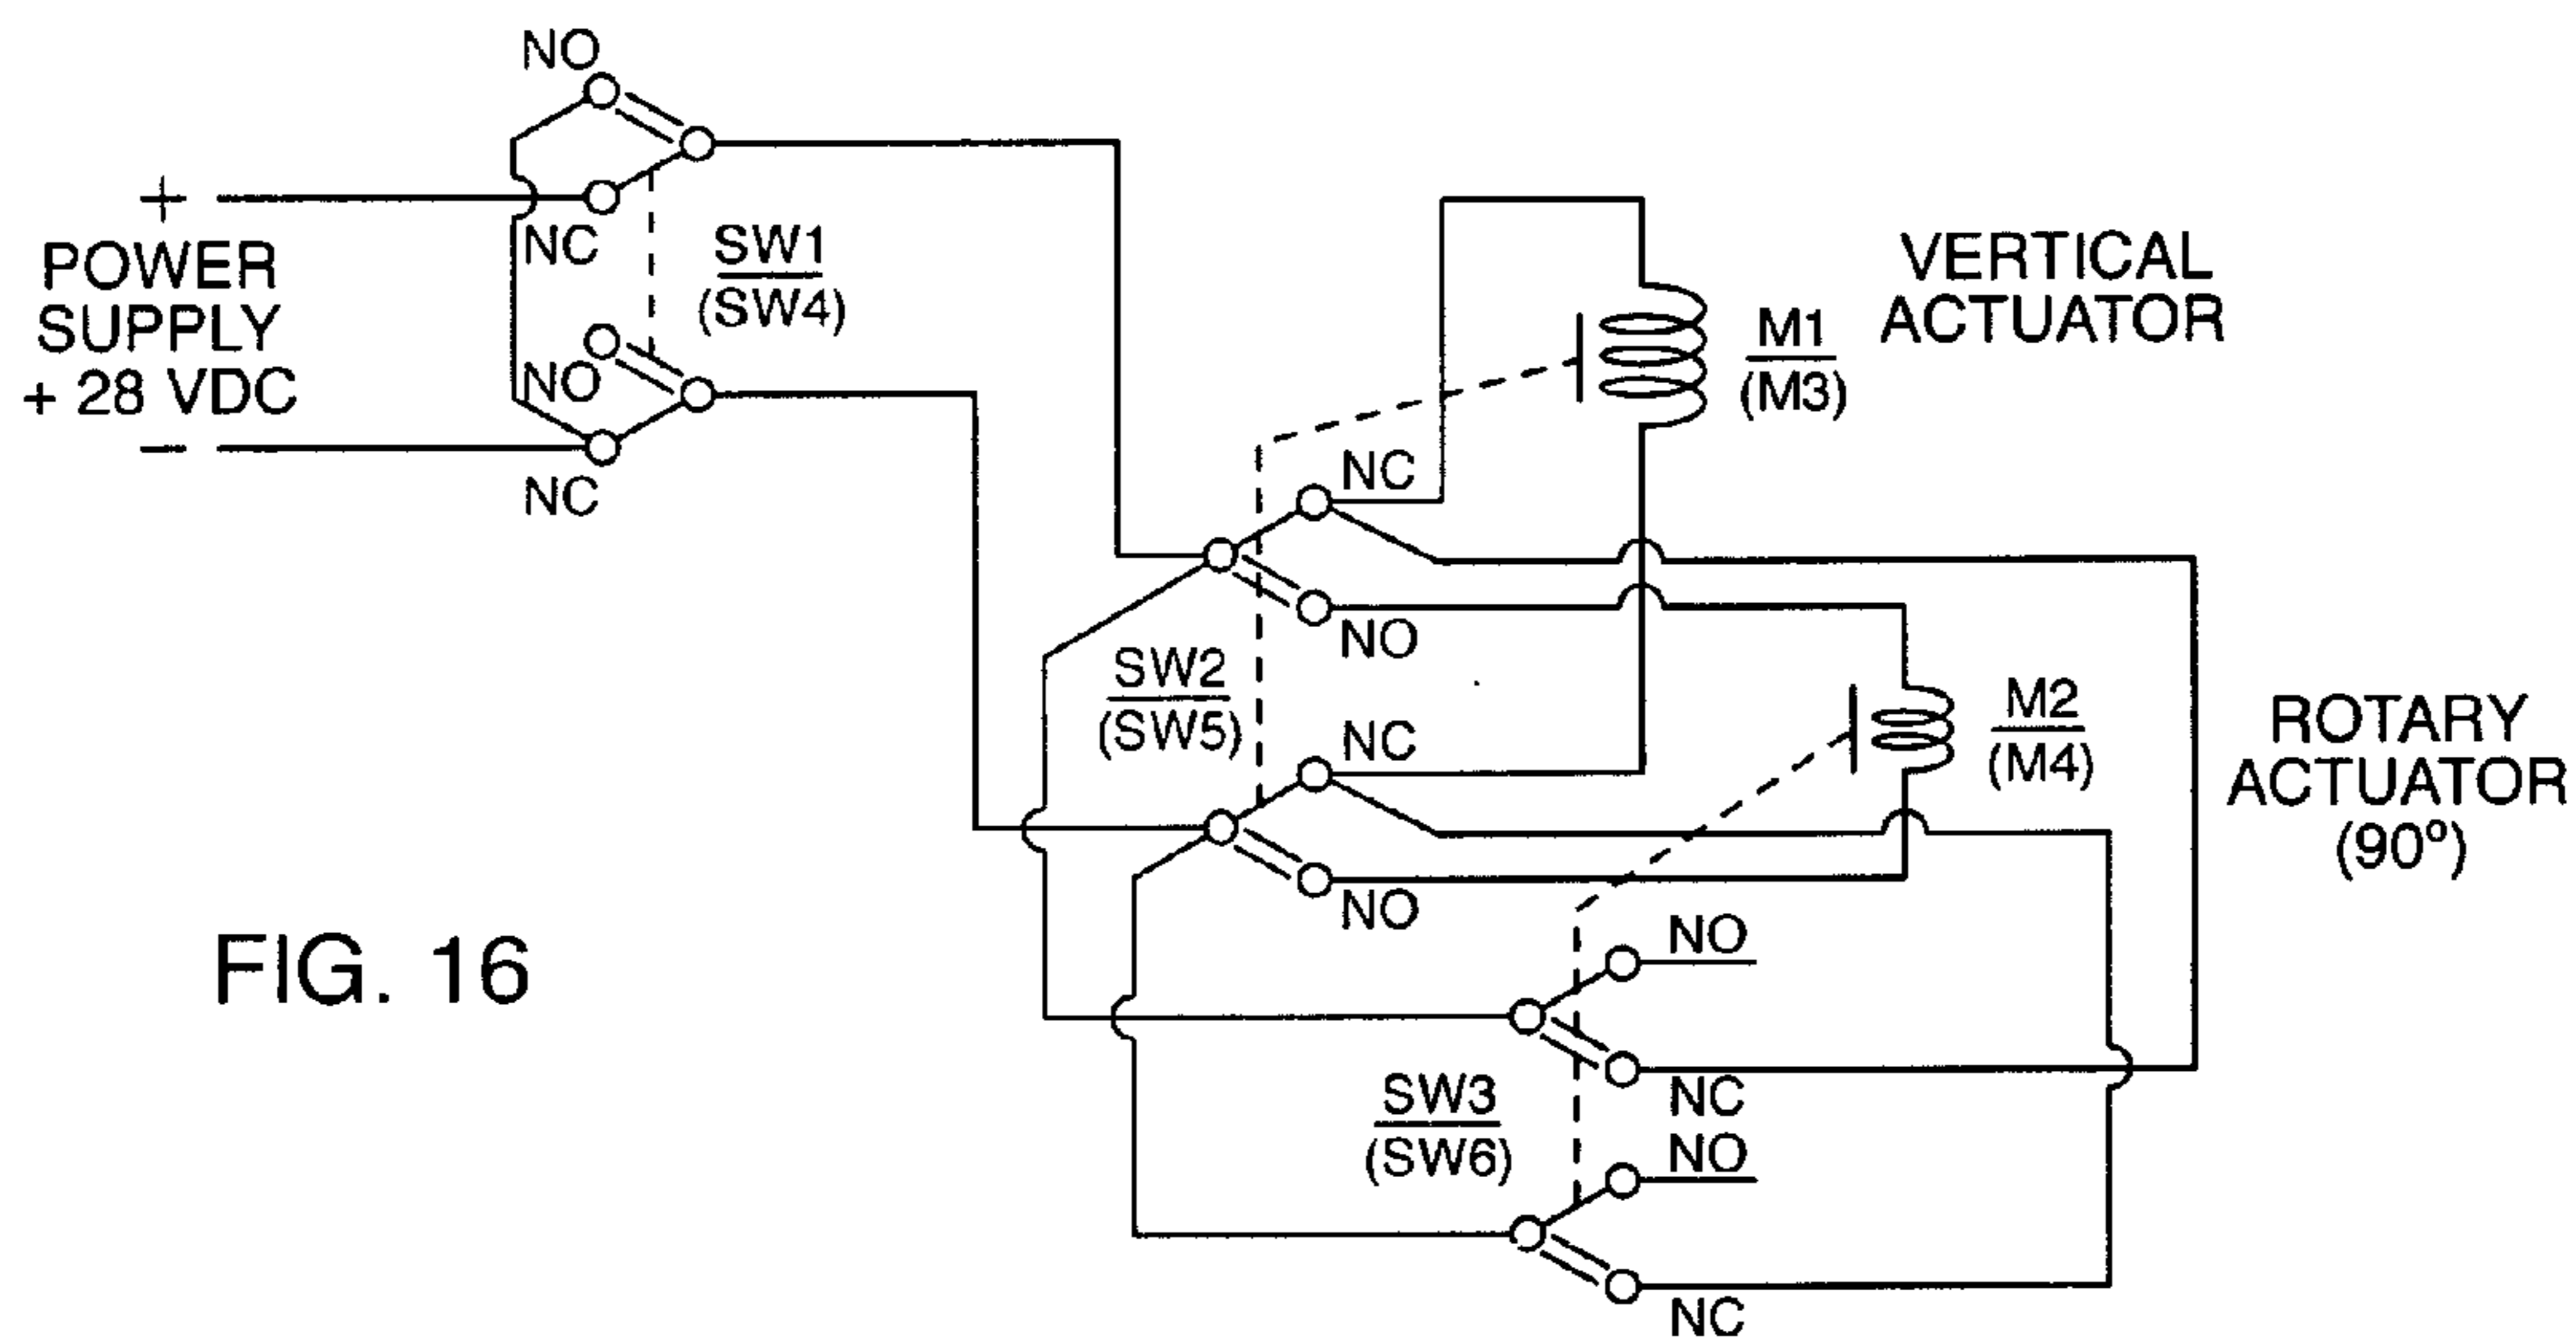 NO
+
NC
POWER
SUPPLY
+ 28 VDC
−
SW1
(SW4)
NO
NC
VERTICAL
ACTUATOR
M1
(M3)
NC
NO
SW2
(SW5)
NC
NO
M2
(M4)
ROTARY
ACTUATOR
(90º)
NO
NC
SW3
(SW6)
NO
NC
FIG. 16